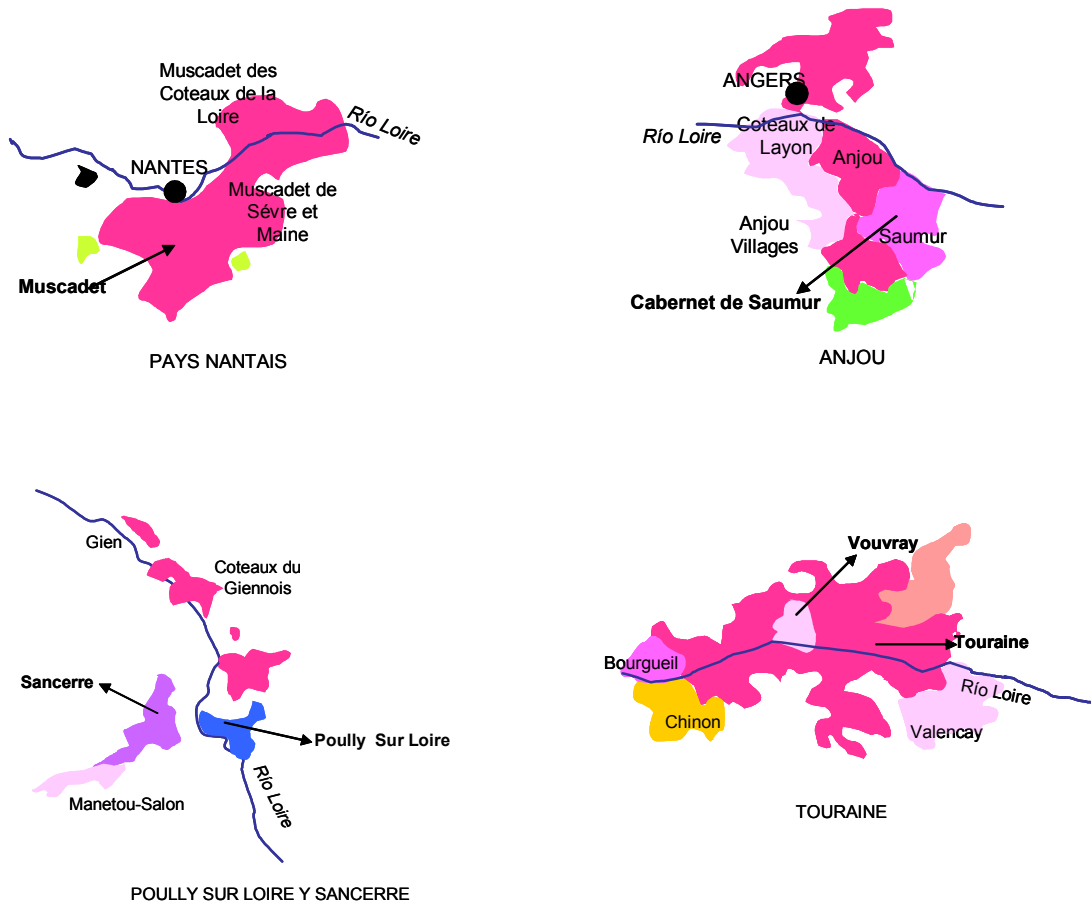 Muscadet des
Coteaux de la
Loire
Río Loire
NANTES
Muscadet de
Sévre et
Maine
Muscadet
PAYS NANTAIS
ANGERS
Río Loire
Coteaux de
Layon
Anjou
Anjou
Villages
Saumur
Cabernet de Saumur
ANJOU
Gien
Coteaux du
Giennois
Sancerre
Poully Sur Loire
Manetou-Salon
Río Loire
POULLY SUR LOIRE Y SANCERRE
Vouvray
Touraine
Bourgueil
Río Loire
Chinon
Valencay
TOURAINE